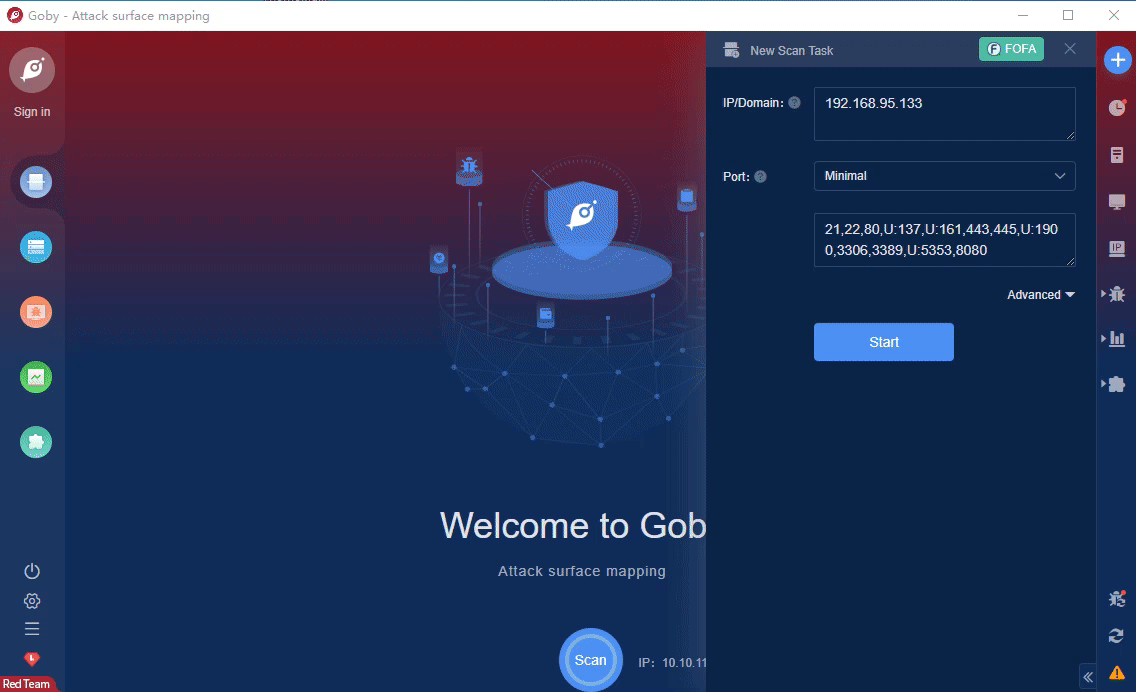 Goby - Attack surface mapping
Sign in
New Scan Task
FOFA
IP/Domain:
192.168.95.133
Port:
Minimal
21,22,80,U:137,U:161,443,445,U:190
0,3306,3389,U:5353,8080
Advanced
Start
IP
Welcome to Gob
Attack surface mapping
Scan
IP: 10.10.11
Red Team